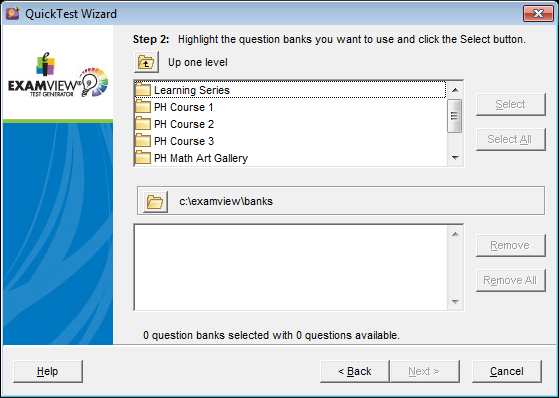 QuickTest Wizard
Step 2: Highlight the question banks you want to use and click the Select button.
Up one level
EXAMVIEW®
TEST GENERATOR
Learning Series
PH Course 1
PH Course 2
PH Course 3
PH Math Art Gallery
Select
Select All
c:\examview\banks
Remove
Remove All
0 question banks selected with 0 questions available.
Help
< Back
Next >
Cancel